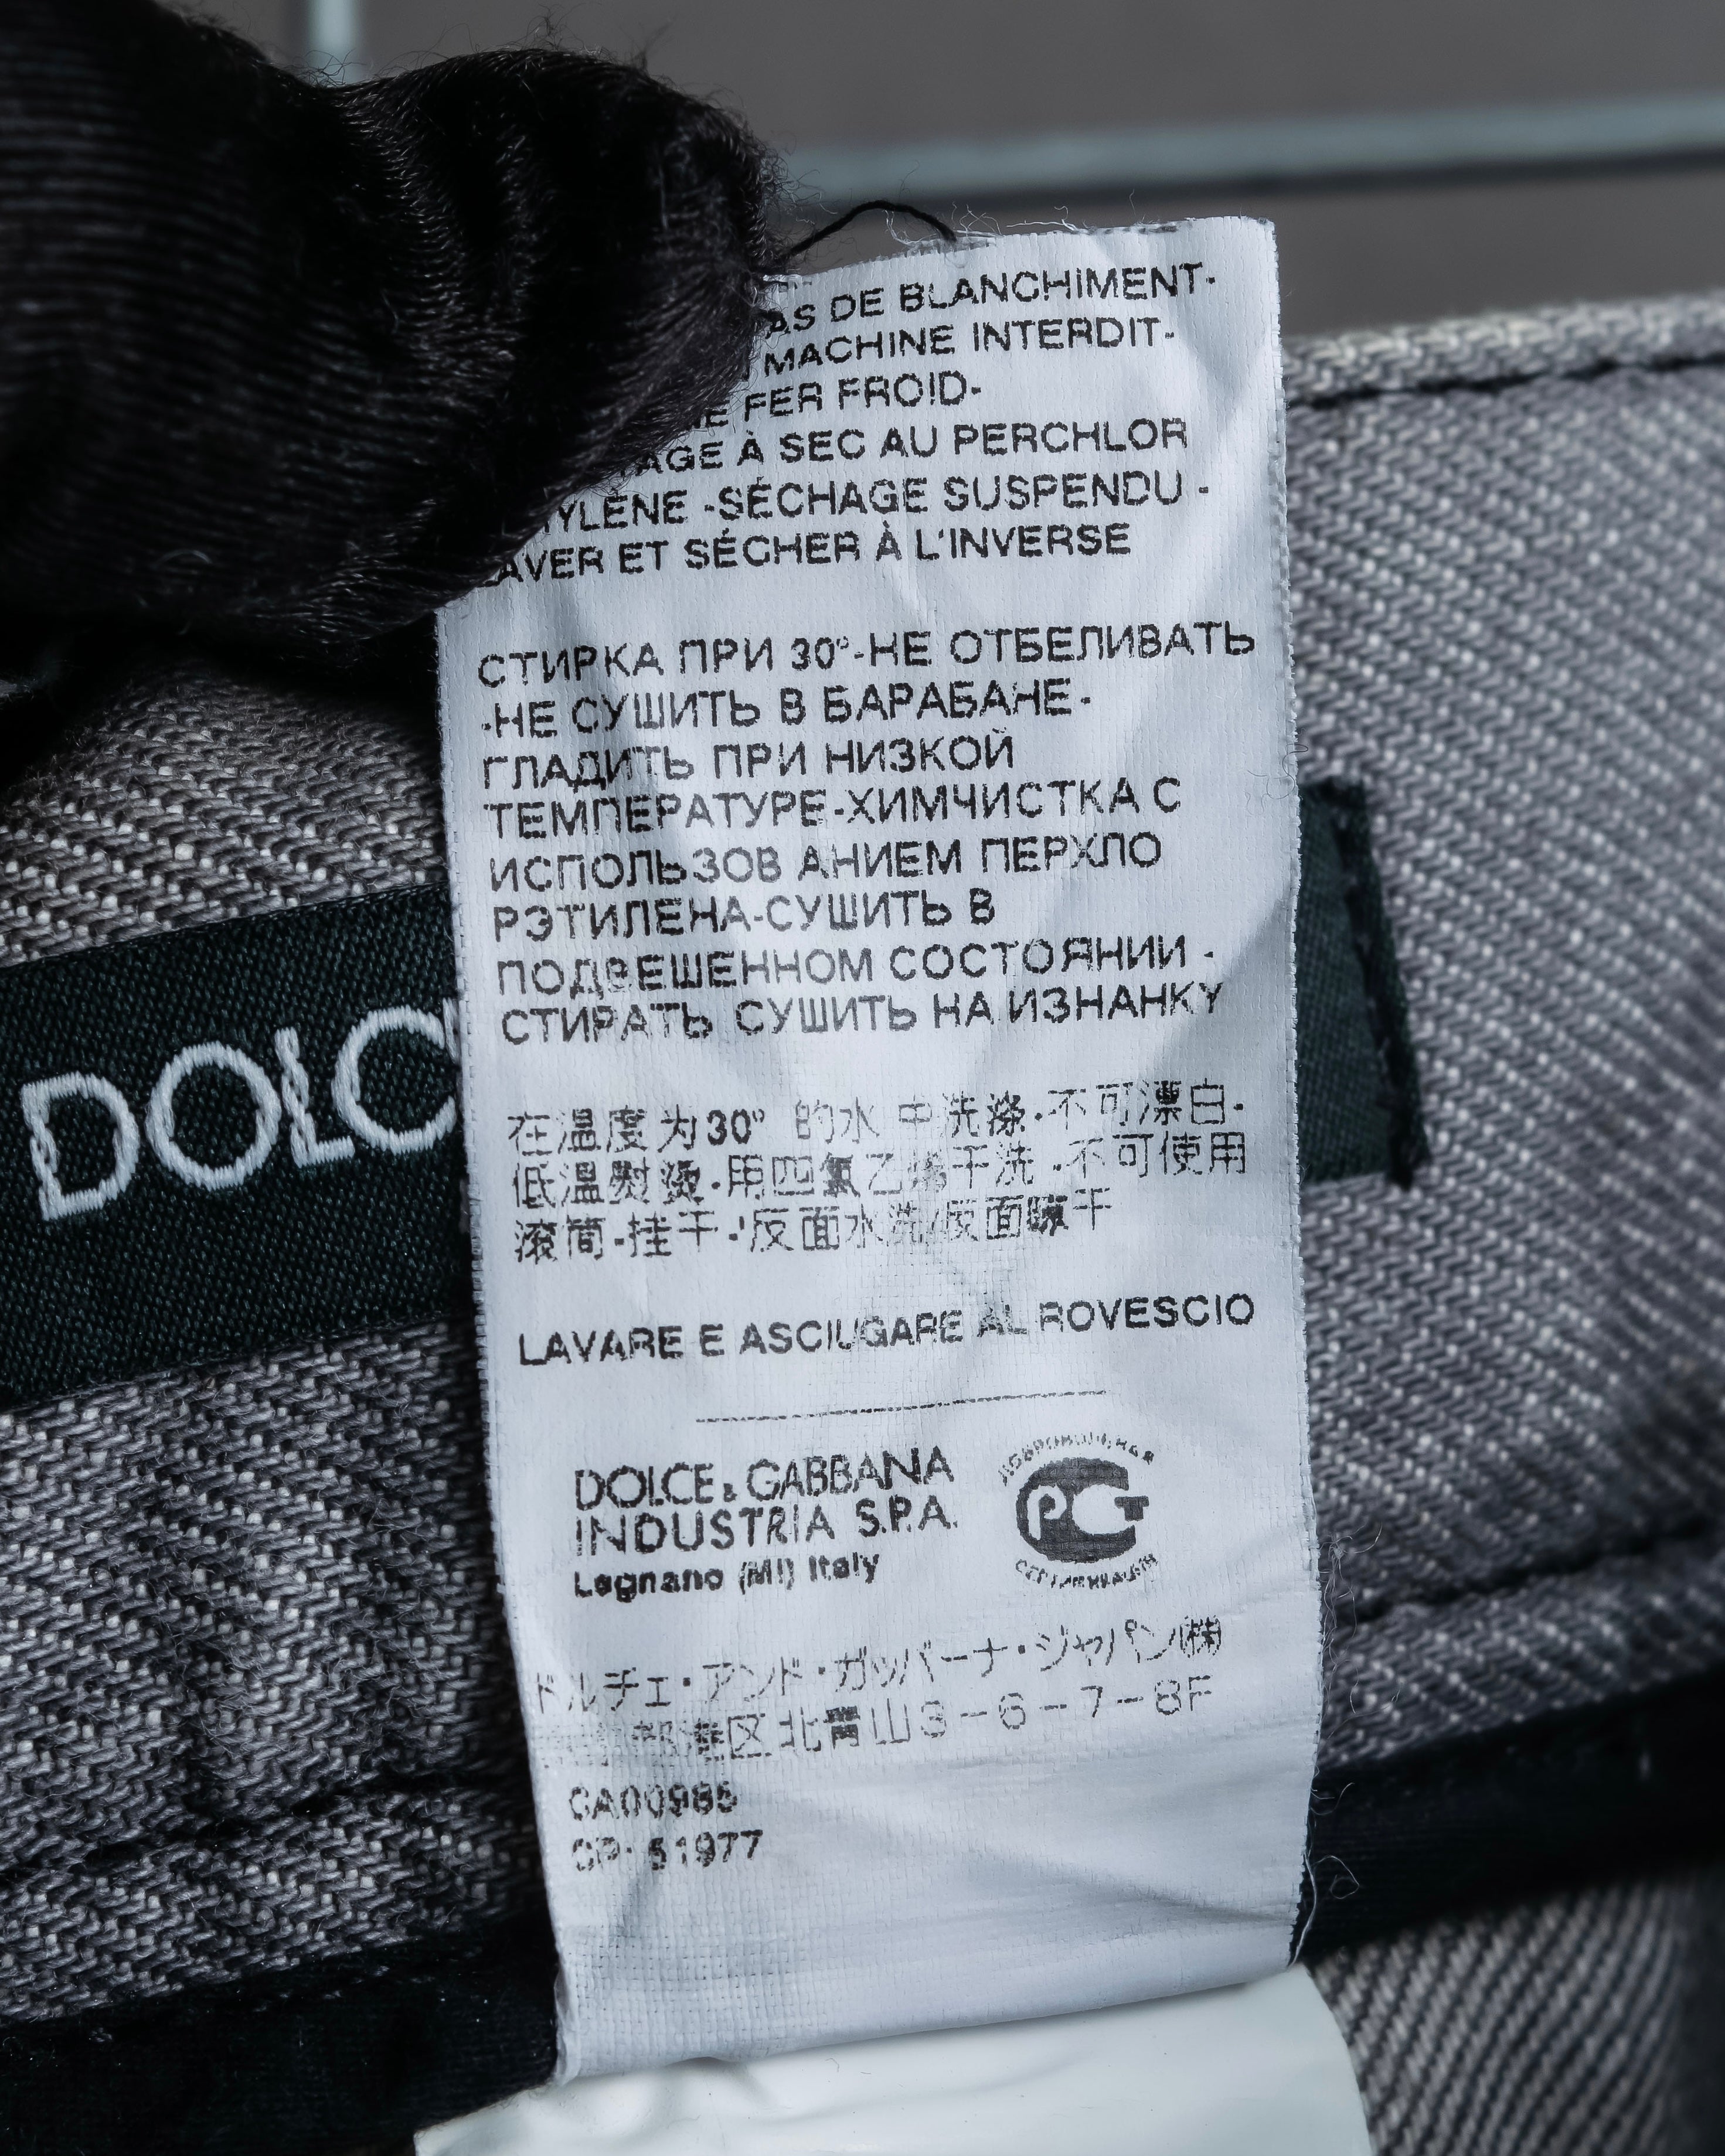 DE BLANCHIMENT-
MACHINE INTERDIT-
FER FROID-
À SEC AU PERCHLOR
-SÉCHAGE SUSPENDU -
ET SÉCHER À L'INVERSE
СТИРКА ПРИ 30°-НЕ ОТБЕЛИВАТЬ
-НЕ СУШИТЬ В БАРАБАНЕ-
ГЛАДИТЬ ПРИ НИЗКОЙ
ТЕМПЕРАТУРЕ-ХИМЧИСТКА С
ИСПОЛЬЗОВ АНИЕМ ПЕРХЛО
РЭТИЛЕНА-СУШИТЬ В
ПОДВЕШЕННОМ СОСТОЯНИИ -
СТИРАТЬ СУШИТЬ НА ИЗНАНКУ
在温度为30° 的水中洗涤.不可漂白.
低温熨烫.用四氯乙烯干洗.不可使用
滚筒.挂干.反面水洗/反面晾干
LAVARE E ASCIUGARE AL ROVESCIO
DOLC
DOLCE & GABBANA
INDUSTRIA S.P.A.
Legnano (MI) Italy
ДОБРОВОЛЬНАЯ
РСТ
СЕРТИФИКАЦИЯ
ドルチェ・アンド・ガッバーナ・ジャパン㈱
港区北青山3-6-7-8F
51977